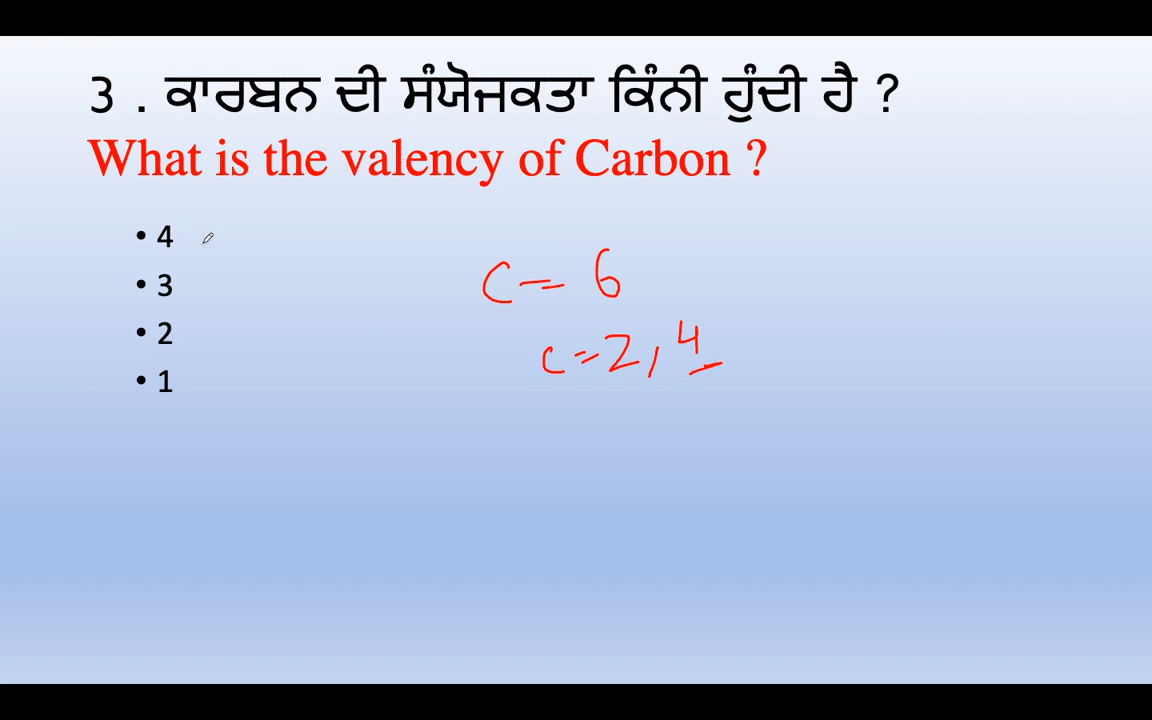 3 . ਕਾਰਬਨ ਦੀ ਸੰਯੋਜਕਤਾ ਕਿੰਨੀ ਹੁੰਦੀ ਹੈ ?
What is the valency of Carbon ?
• 4
• 3
• 2
• 1
C = 6
C = 2, 4